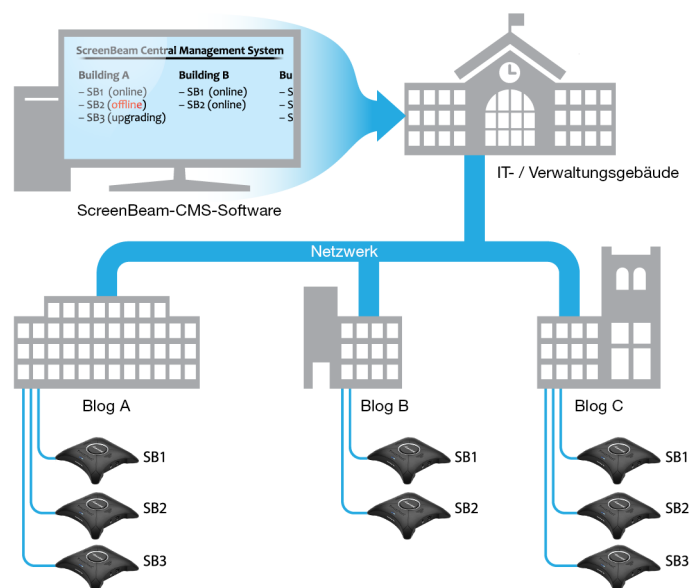 ScreenBeam Central Management System
Building A
– SB1 (online)
– SB2 (offline)
– SB3 (upgrading)
Building B
– SB1 (online)
– SB2 (online)
Bu
– S
– S
– S
IT- / Verwaltungsgebäude
ScreenBeam-CMS-Software
Netzwerk
Blog A
Blog B
Blog C
SB1
SB2
SB3
SB1
SB2
SB1
SB2
SB3